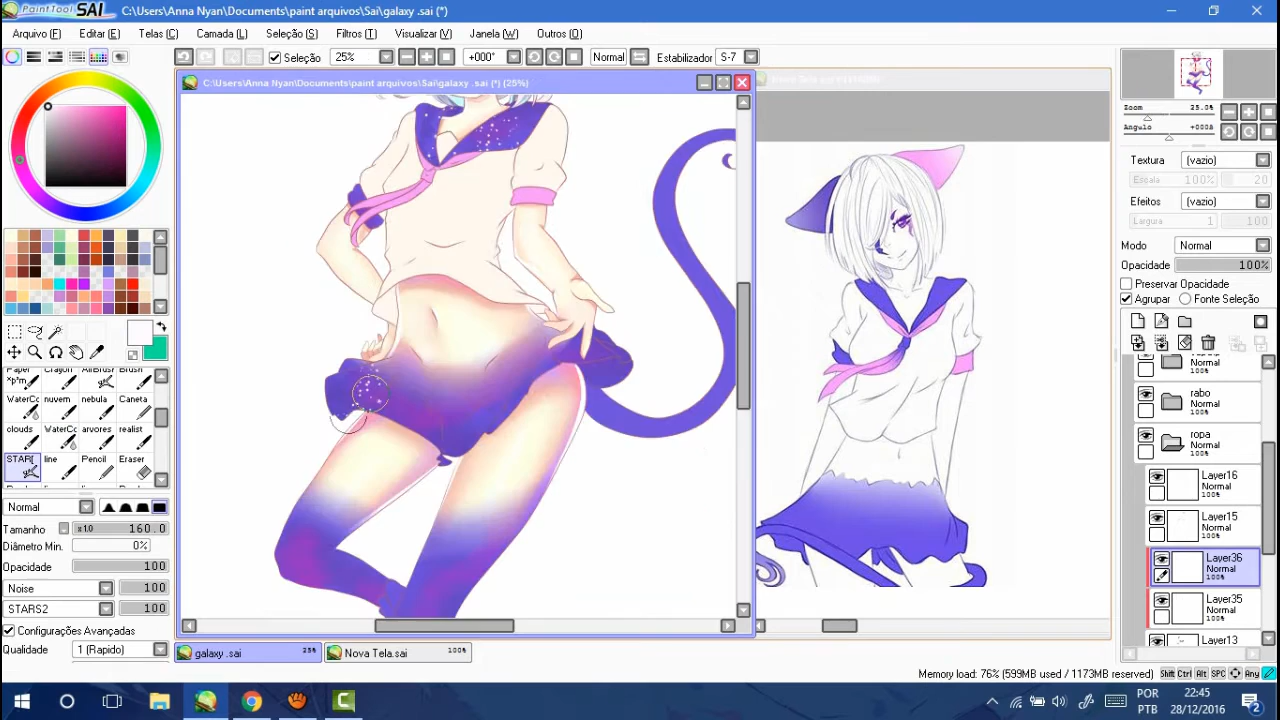 PaintTool SAI C:\Users\Anna Nyan\Documents\paint arquivos\Sai\galaxy .sai (*)
Arquivo (F) Editar (E) Telas (C) Camada (L) Seleção (S) Filtros (T) Visualizar (V) Janela (W) Outros (O)
Seleção 25% +000° Normal Estabilizador S-7
C:\Users\Anna Nyan\Documents\paint arquivos\Sai\galaxy .sai (*) (25%)
Zoom 25.0%
Angulo +000Â
Textura (vazio)
Escala 100% 20
Efeitos (vazio)
Largura 1 100
Modo Normal
Opacidade 100%
Preservar Opacidade
Agrupar Fonte Seleção
Normal
100%
rabo
Normal
100%
ropa
Normal
100%
Layer16
Normal
100%
Layer15
Normal
100%
Layer36
Normal
100%
Layer35
Normal
100%
Layer13
Paper Crayon AirBrush Brush
WaterCo nuvem nebula Caneta
clouds WaterCo arvores realist
STAR[ line Pencil Eraser
Normal
Tamanho x1.0 160.0
Diâmetro Min. 0%
Opacidade 100
Noise 100
STARS2 100
Configurações Avançadas
Qualidade 1 (Rapido)
galaxy .sai 25% Nova Tela.sai 100%
Memory load: 76% (599MB used / 1173MB reserved) Shift Ctrl Alt SPC Any
POR
PTB
22:45
28/12/2016
2